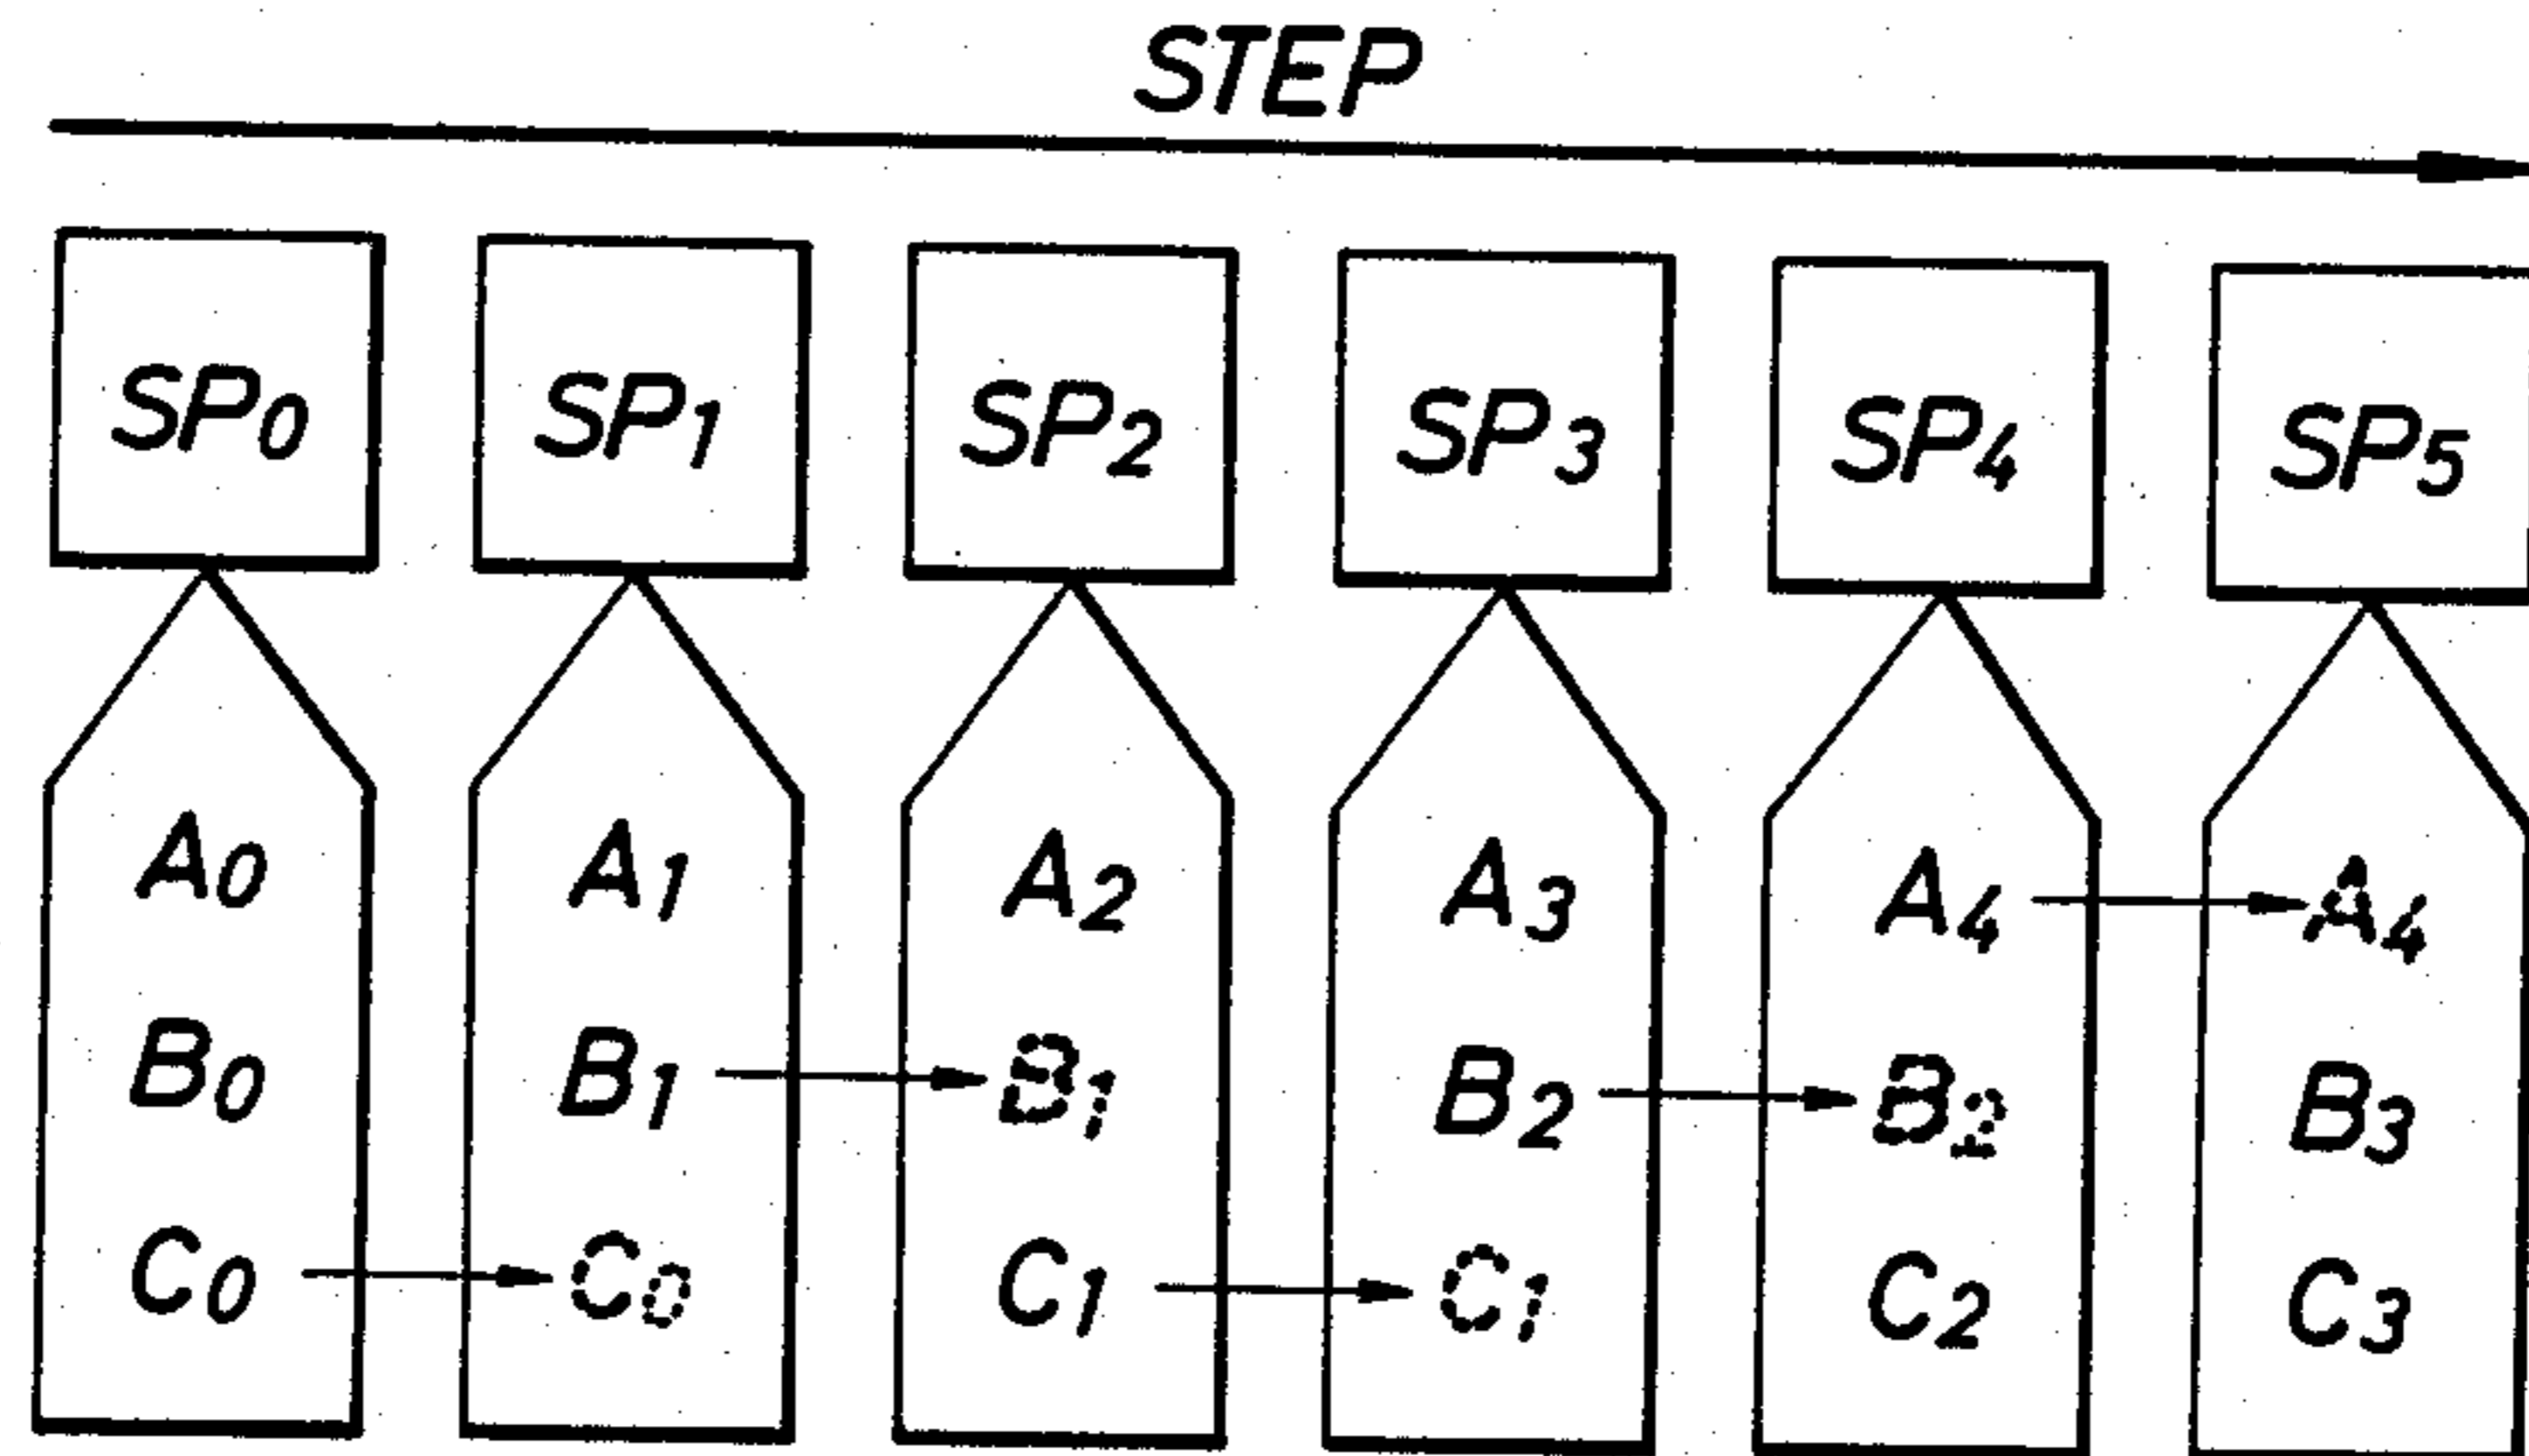 STEP
SP0 SP1 SP2 SP3 SP4 SP5
A0 A1 A2 A3 A4 A4
B0 B1 B1 B2 B2 B3
C0 C0 C1 C1 C2 C3